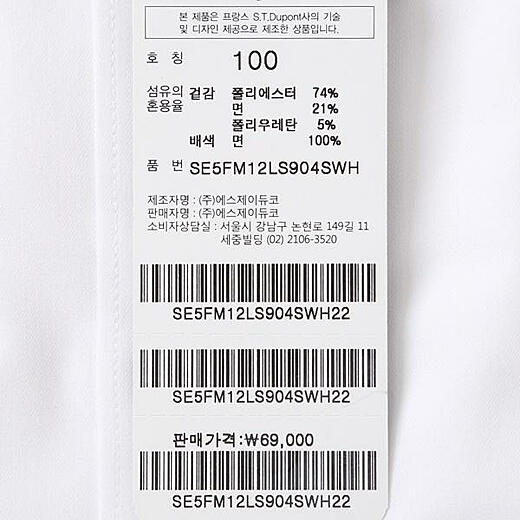 본 제품은 프랑스 S.T.Dupont사의 기술
및 디자인 제공으로 제조한 상품입니다.
호 칭 100
섬유의 겉감 폴리에스터 74%
혼용율 면 21%
폴리우레탄 5%
배색 면 100%
품 번 SE5FM12LS904SWH
제조자명 : (주)에스제이듀코
판매자명 : (주)에스제이듀코
소비자상담실 : 서울시 강남구 논현로 149길 11
세중빌딩 (02) 2106-3520
SE5FM12LS904SWH22
SE5FM12LS904SWH22
판매가격:₩69,000
SE5FM12LS904SWH22